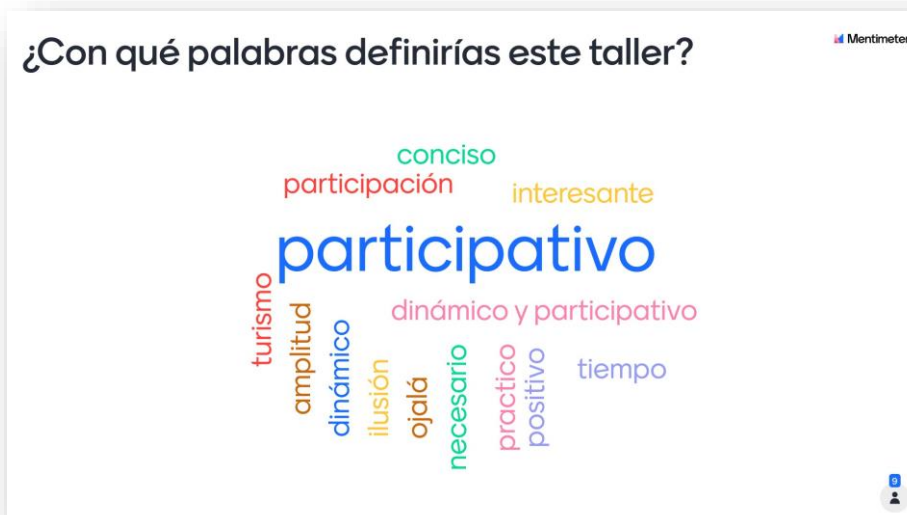 ¿Con qué palabras definirías este taller?
Mentimeter
conciso
participación
interesante
participativo
turismo
amplitud
dinámico
ilusión
ojalá
necesario
dinámico y participativo
practico
positivo
tiempo
9